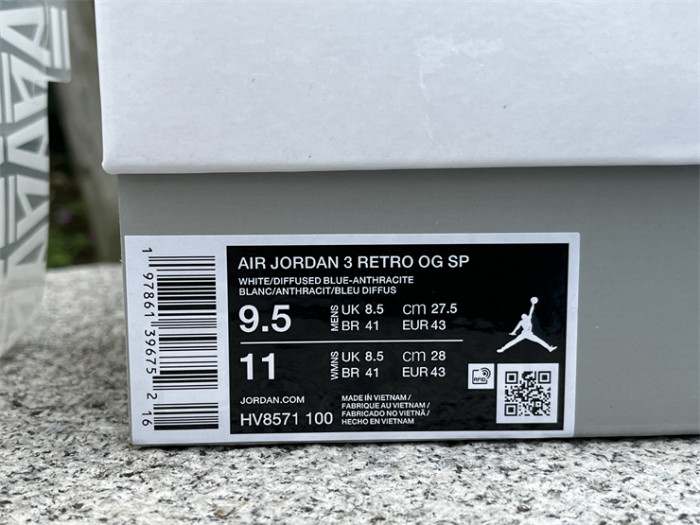 AIR JORDAN 3 RETRO OG SP
WHITE/DIFFUSED BLUE-ANTHRACITE
BLANC/ANTHRACIT/BLEU DIFFUS
9.5 MENS UK 8.5 cm 27.5
BR 41 EUR 43
11 WMNS UK 8.5 cm 28
BR 41 EUR 43
JORDAN.COM
HV8571 100
MADE IN VIETNAM /
FABRIQUE AU VIETNAM /
FABRICADO NO VIETNÃ /
HECHO EN VIETNAM
RFID
1 97861 39675 2 16